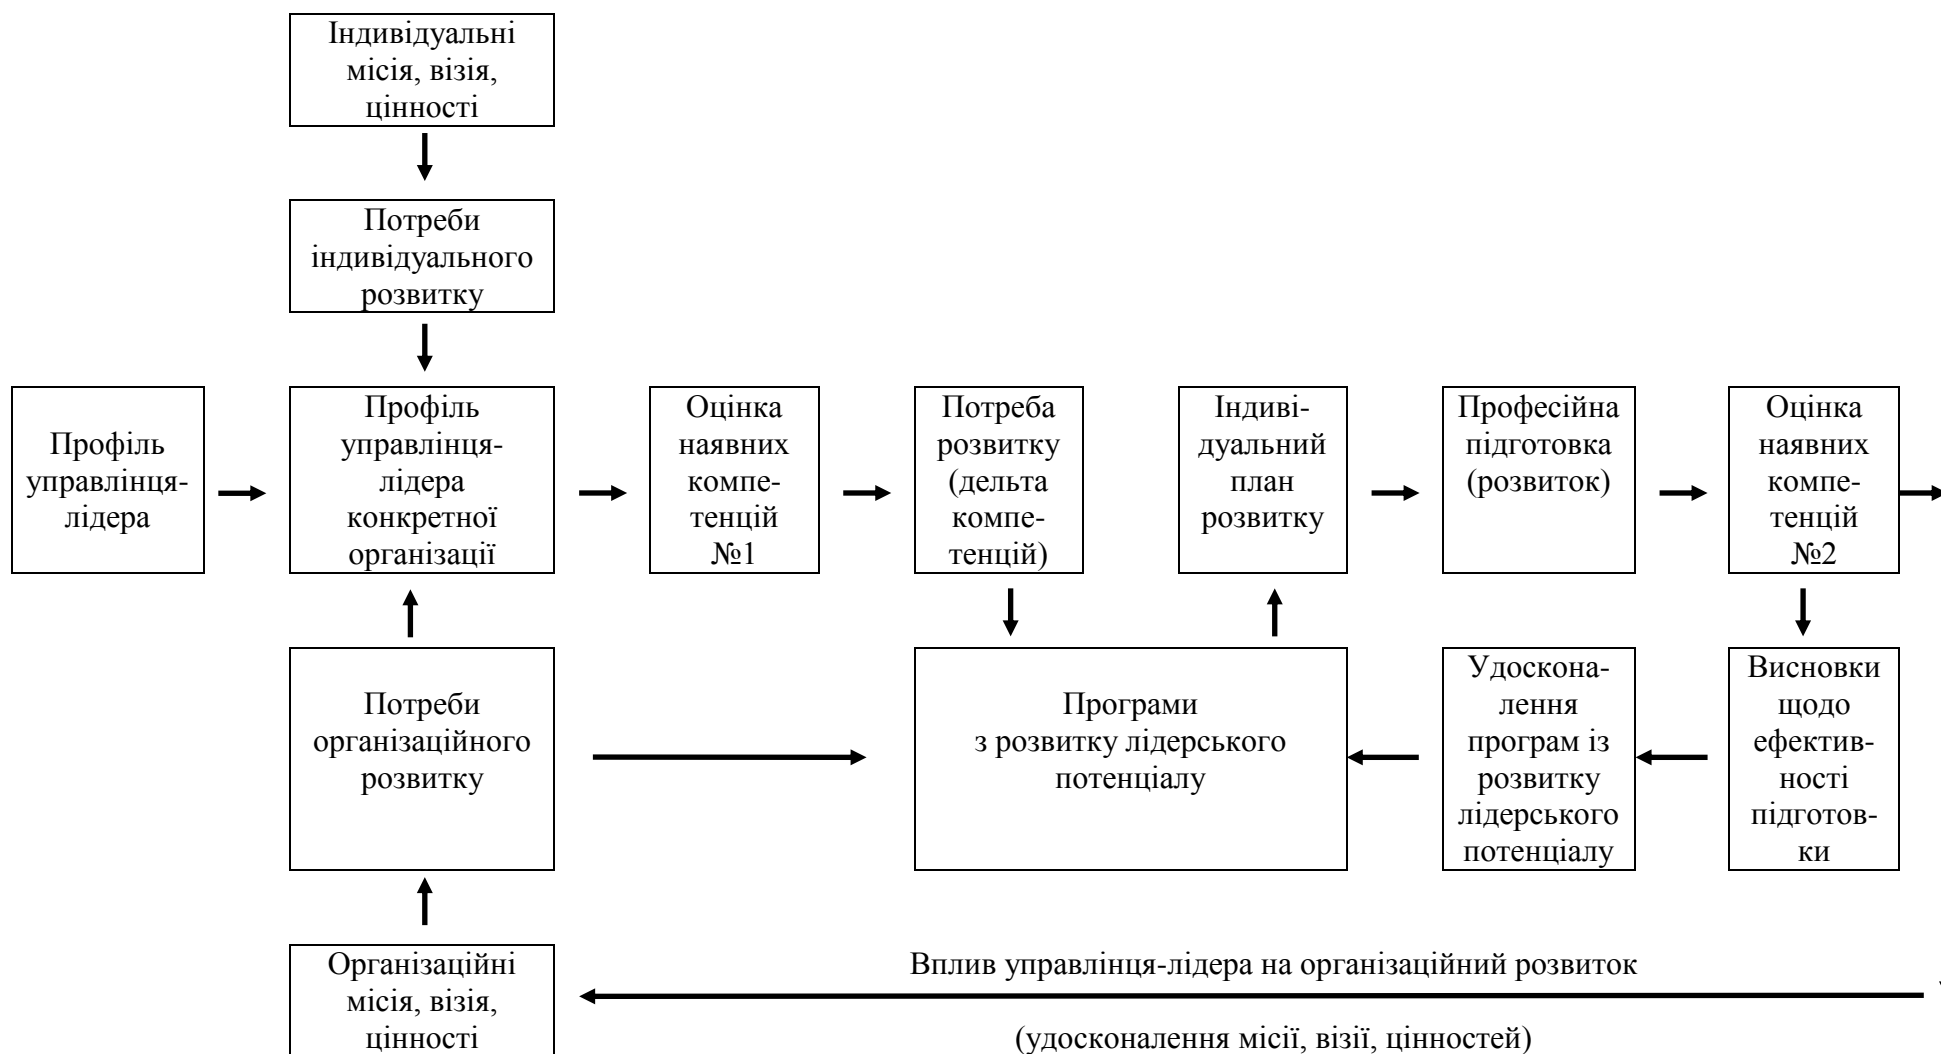 Індивідуальні
місія, візія,
цінності
Потреби
індивідуального
розвитку
Профіль
управлінця-
лідера
Профіль
управлінця-
лідера
конкретної
організації
Оцінка
наявних
компе-
тенцій
№1
Потреба
розвитку
(дельта
компе-
тенцій)
Індиві-
дуальний
план
розвитку
Професійна
підготовка
(розвиток)
Оцінка
наявних
компе-
тенцій
№2
Потреби
організаційного
розвитку
Програми
з розвитку лідерського
потенціалу
Удоскона-
лення
програм із
розвитку
лідерського
потенціалу
Висновки
щодо
ефектив-
ності
підготов-
ки
Організаційні
місія, візія,
цінності
Вплив управлінця-лідера на організаційний розвиток
(удосконалення місії, візії, цінностей)